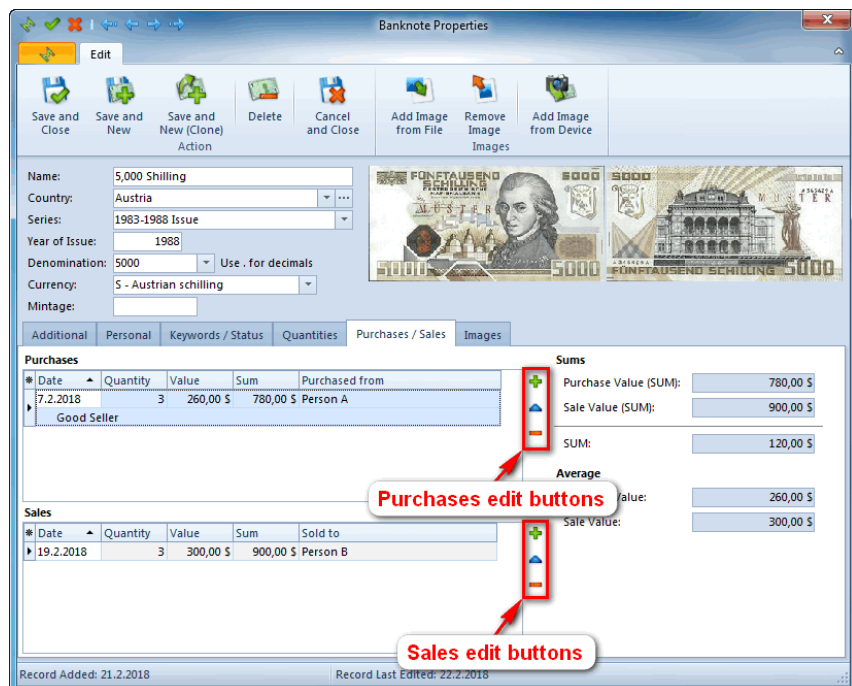 Banknote Properties
x
Edit
Save and Close
Save and New
Save and New (Clone)
Delete
Cancel and Close
Add Image from File
Remove Image
Add Image from Device
Action
Images
Name: 5,000 Shilling
Country: Austria
Series: 1983-1988 Issue
Year of Issue: 1988
Denomination: 5000 Use . for decimals
Currency: S - Austrian schilling
Mintage:
FÜNFTAUSEND
SCHILLING
MUSTER
5000
5000
5000
5000
MUSTER
FÜNFTAUSEND SCHILLING 5000
Additional Personal Keywords / Status Quantities Purchases / Sales Images
Purchases
Date Quantity Value Sum Purchased from
7.2.2018 3 260,00 $ 780,00 $ Person A
Good Seller
Sums
Purchase Value (SUM): 780,00 $
Sale Value (SUM): 900,00 $
SUM: 120,00 $
Average
Value: 260,00 $
Sale Value: 300,00 $
Purchases edit buttons
Sales
Date Quantity Value Sum Sold to
19.2.2018 3 300,00 $ 900,00 $ Person B
Sales edit buttons
Record Added: 21.2.2018 Record Last Edited: 22.2.2018